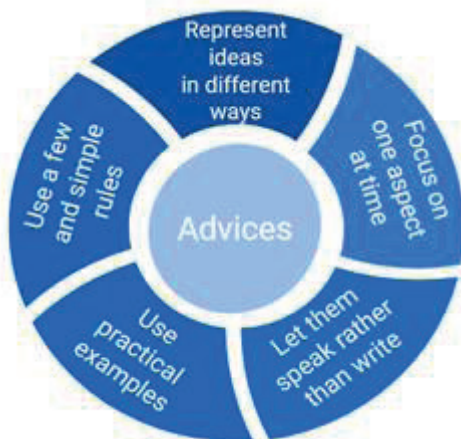 Represent
ideas
in different
ways
Focus on
one aspect
at time
Let them
speak rather
than write
Use
practical
examples
Use a few
and simple
rules
Advices